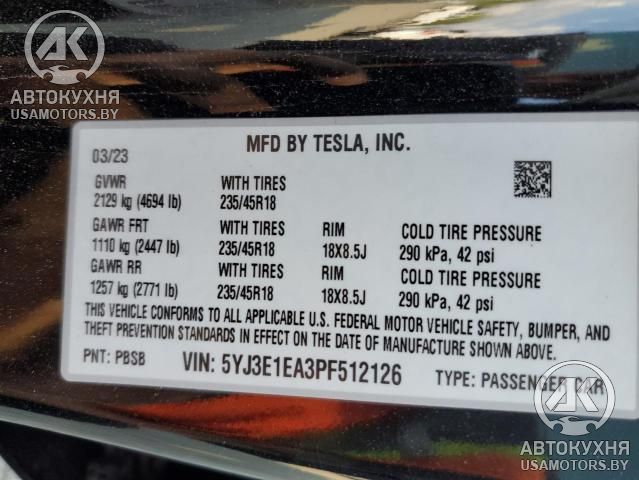 АК
АВТОКУХНЯ
USAMOTORS.BY
MFD BY TESLA, INC.
03/23
GVWR WITH TIRES
2129 kg (4694 lb) 235/45R18
GAWR FRT WITH TIRES RIM COLD TIRE PRESSURE
1110 kg (2447 lb) 235/45R18 18X8.5J 290 kPa, 42 psi
GAWR RR WITH TIRES RIM COLD TIRE PRESSURE
1257 kg (2771 lb) 235/45R18 18X8.5J 290 kPa, 42 psi
THIS VEHICLE CONFORMS TO ALL APPLICABLE U.S. FEDERAL MOTOR VEHICLE SAFETY, BUMPER, AND
THEFT PREVENTION STANDARDS IN EFFECT ON THE DATE OF MANUFACTURE SHOWN ABOVE.
PNT: PBSB VIN: 5YJ3E1EA3PF512126 TYPE: PASSENGER CAR
АК
АВТОКУХНЯ
USAMOTORS.BY